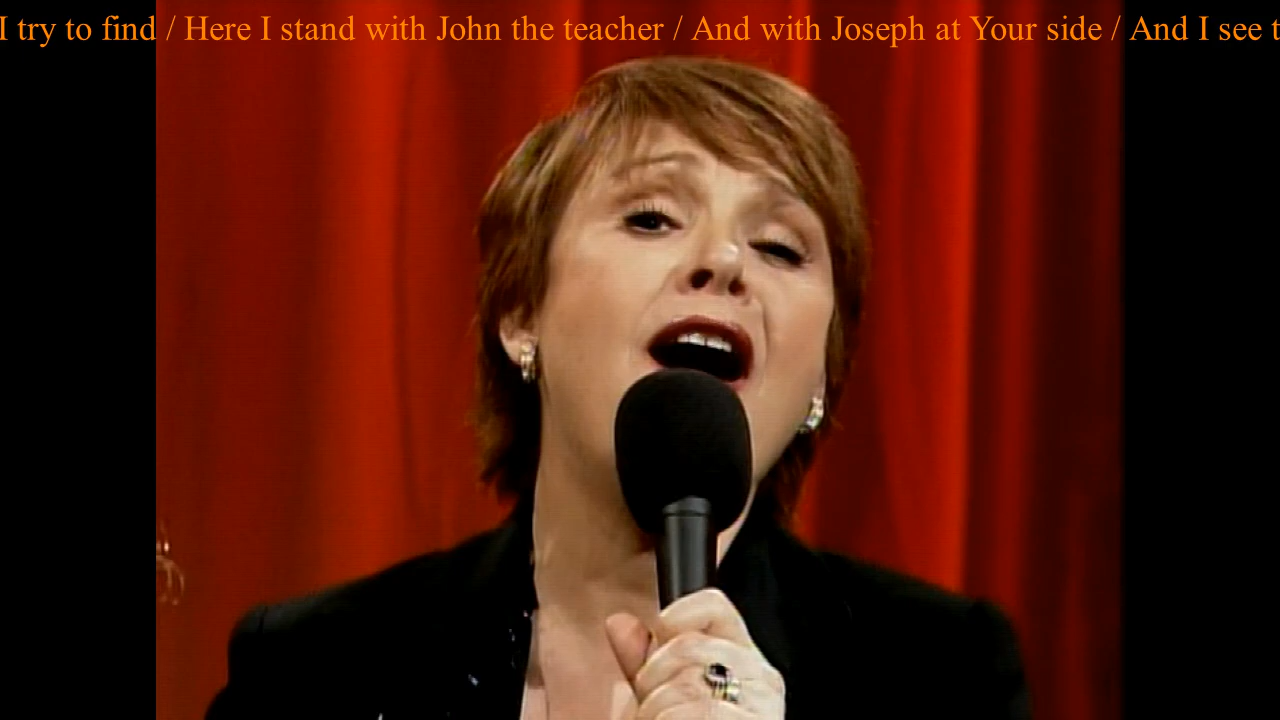 I try to find / Here I stand with John the teacher / And with Joseph at Your side / And I see